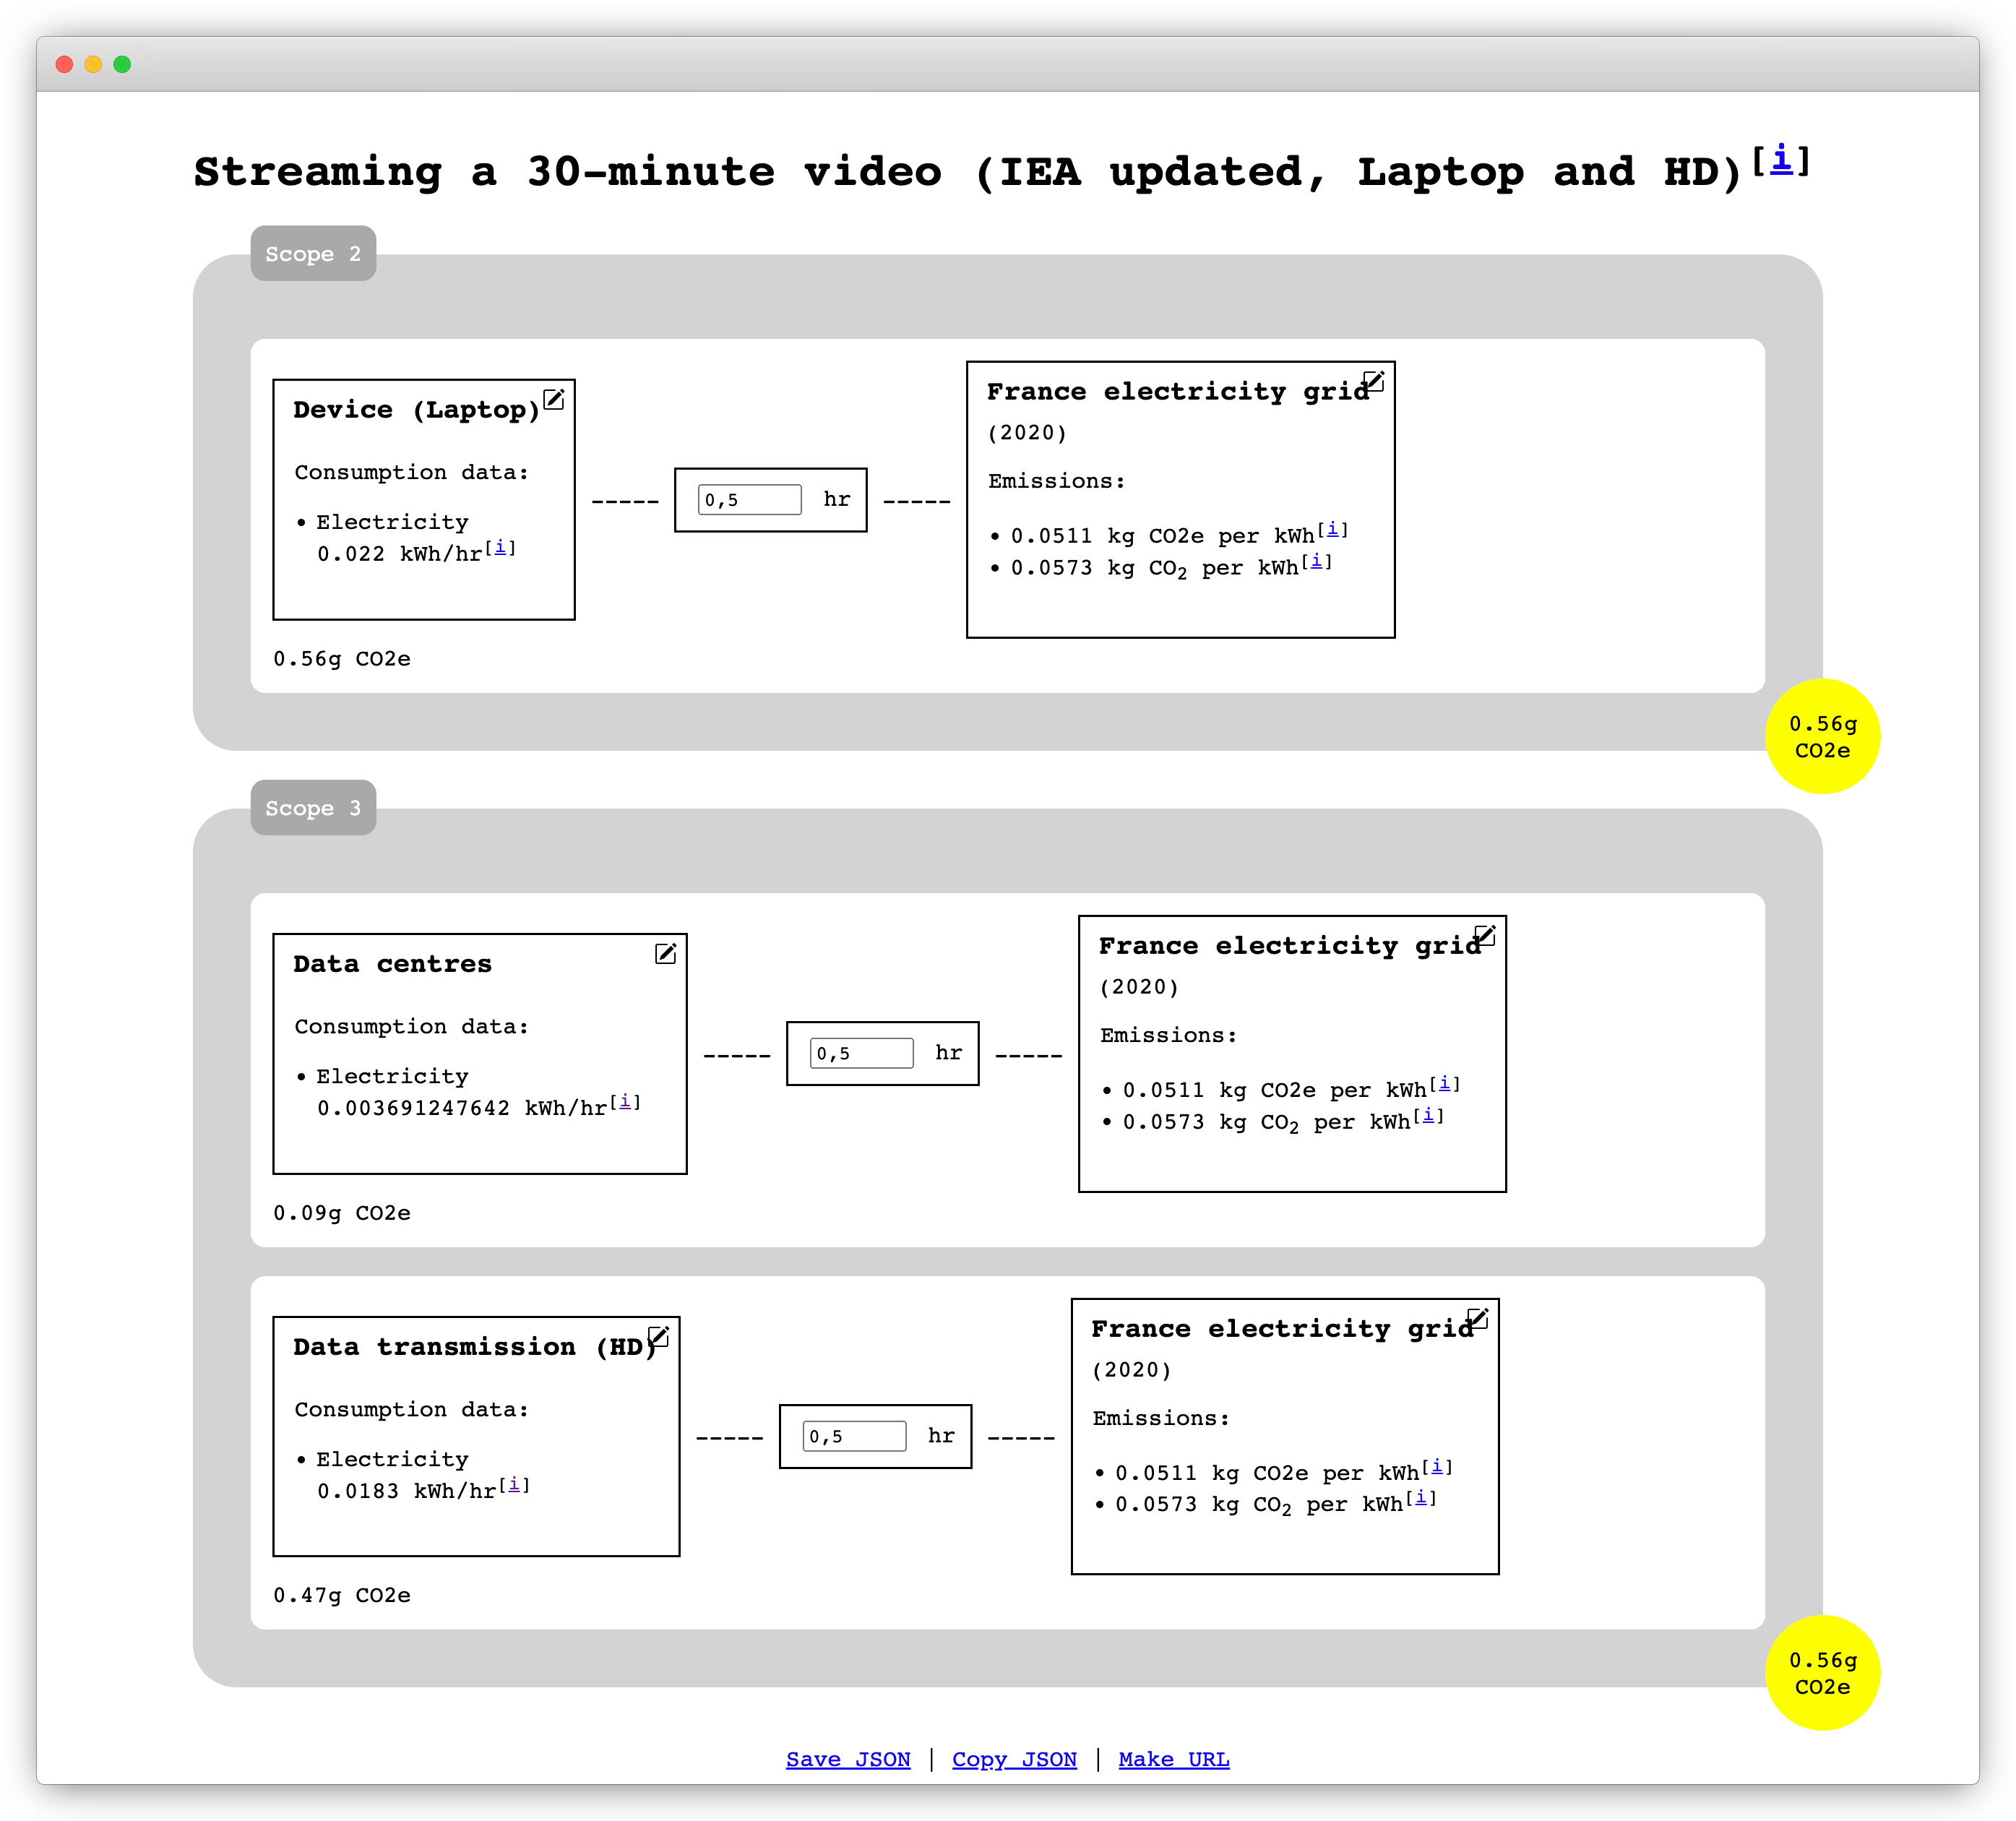 Streaming a 30-minute video (IEA updated, Laptop and HD)[i]
Scope 2
Device (Laptop)
Consumption data:
• Electricity
0.022 kWh/hr[i]
-----
0,5 hr
-----
France electricity grid
(2020)
Emissions:
• 0.0511 kg CO2e per kWh[i]
• 0.0573 kg CO₂ per kWh[i]
0.56g CO2e
0.56g
CO2e
Scope 3
Data centres
Consumption data:
• Electricity
0.003691247642 kWh/hr[i]
-----
0,5 hr
-----
France electricity grid
(2020)
Emissions:
• 0.0511 kg CO2e per kWh[i]
• 0.0573 kg CO₂ per kWh[i]
0.09g CO2e
Data transmission (HD)
Consumption data:
• Electricity
0.0183 kWh/hr[i]
-----
0,5 hr
-----
France electricity grid
(2020)
Emissions:
• 0.0511 kg CO2e per kWh[i]
• 0.0573 kg CO₂ per kWh[i]
0.47g CO2e
0.56g
CO2e
Save JSON | Copy JSON | Make URL